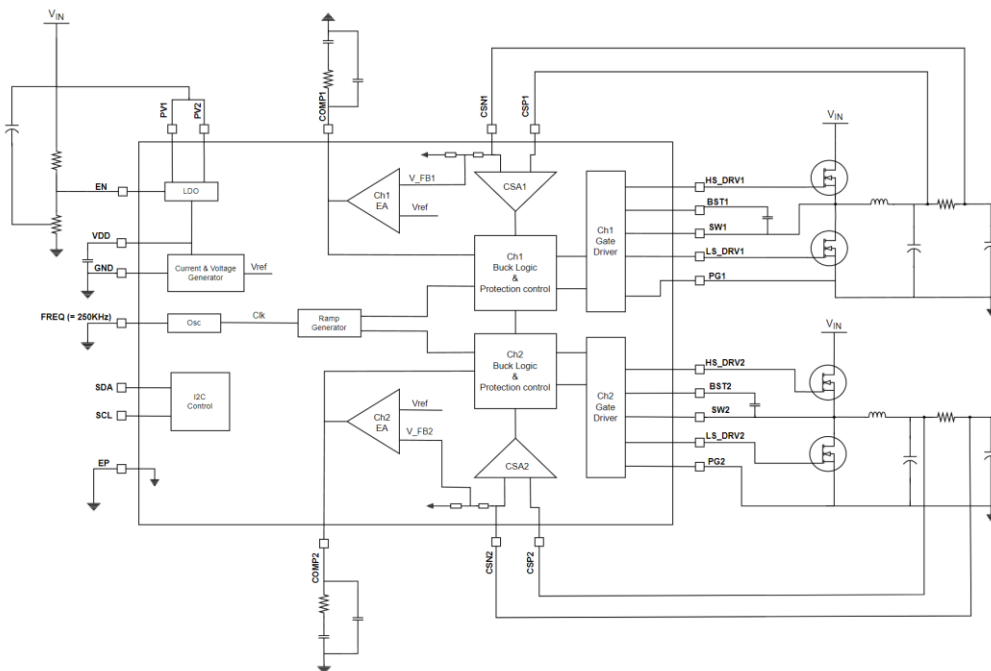 VIN
PV1
PV2
COMP1
CSN1
CSP1
VIN
EN
LDO
V_FB1
Ch1
EA
Vref
CSA1
HS_DRV1
BST1
SW1
LS_DRV1
PG1
Ch1
Gate
Driver
VDD
GND
Current & Voltage
Generator
Vref
Ch1
Buck Logic
&
Protection control
FREQ (= 250KHz)
Osc
Clk
Ramp
Generator
VIN
Ch2
Buck Logic
&
Protection control
HS_DRV2
BST2
SW2
LS_DRV2
PG2
Ch2
Gate
Driver
SDA
SCL
I2C
Control
Vref
Ch2
EA
V_FB2
CSA2
EP
COMP2
CSN2
CSP2